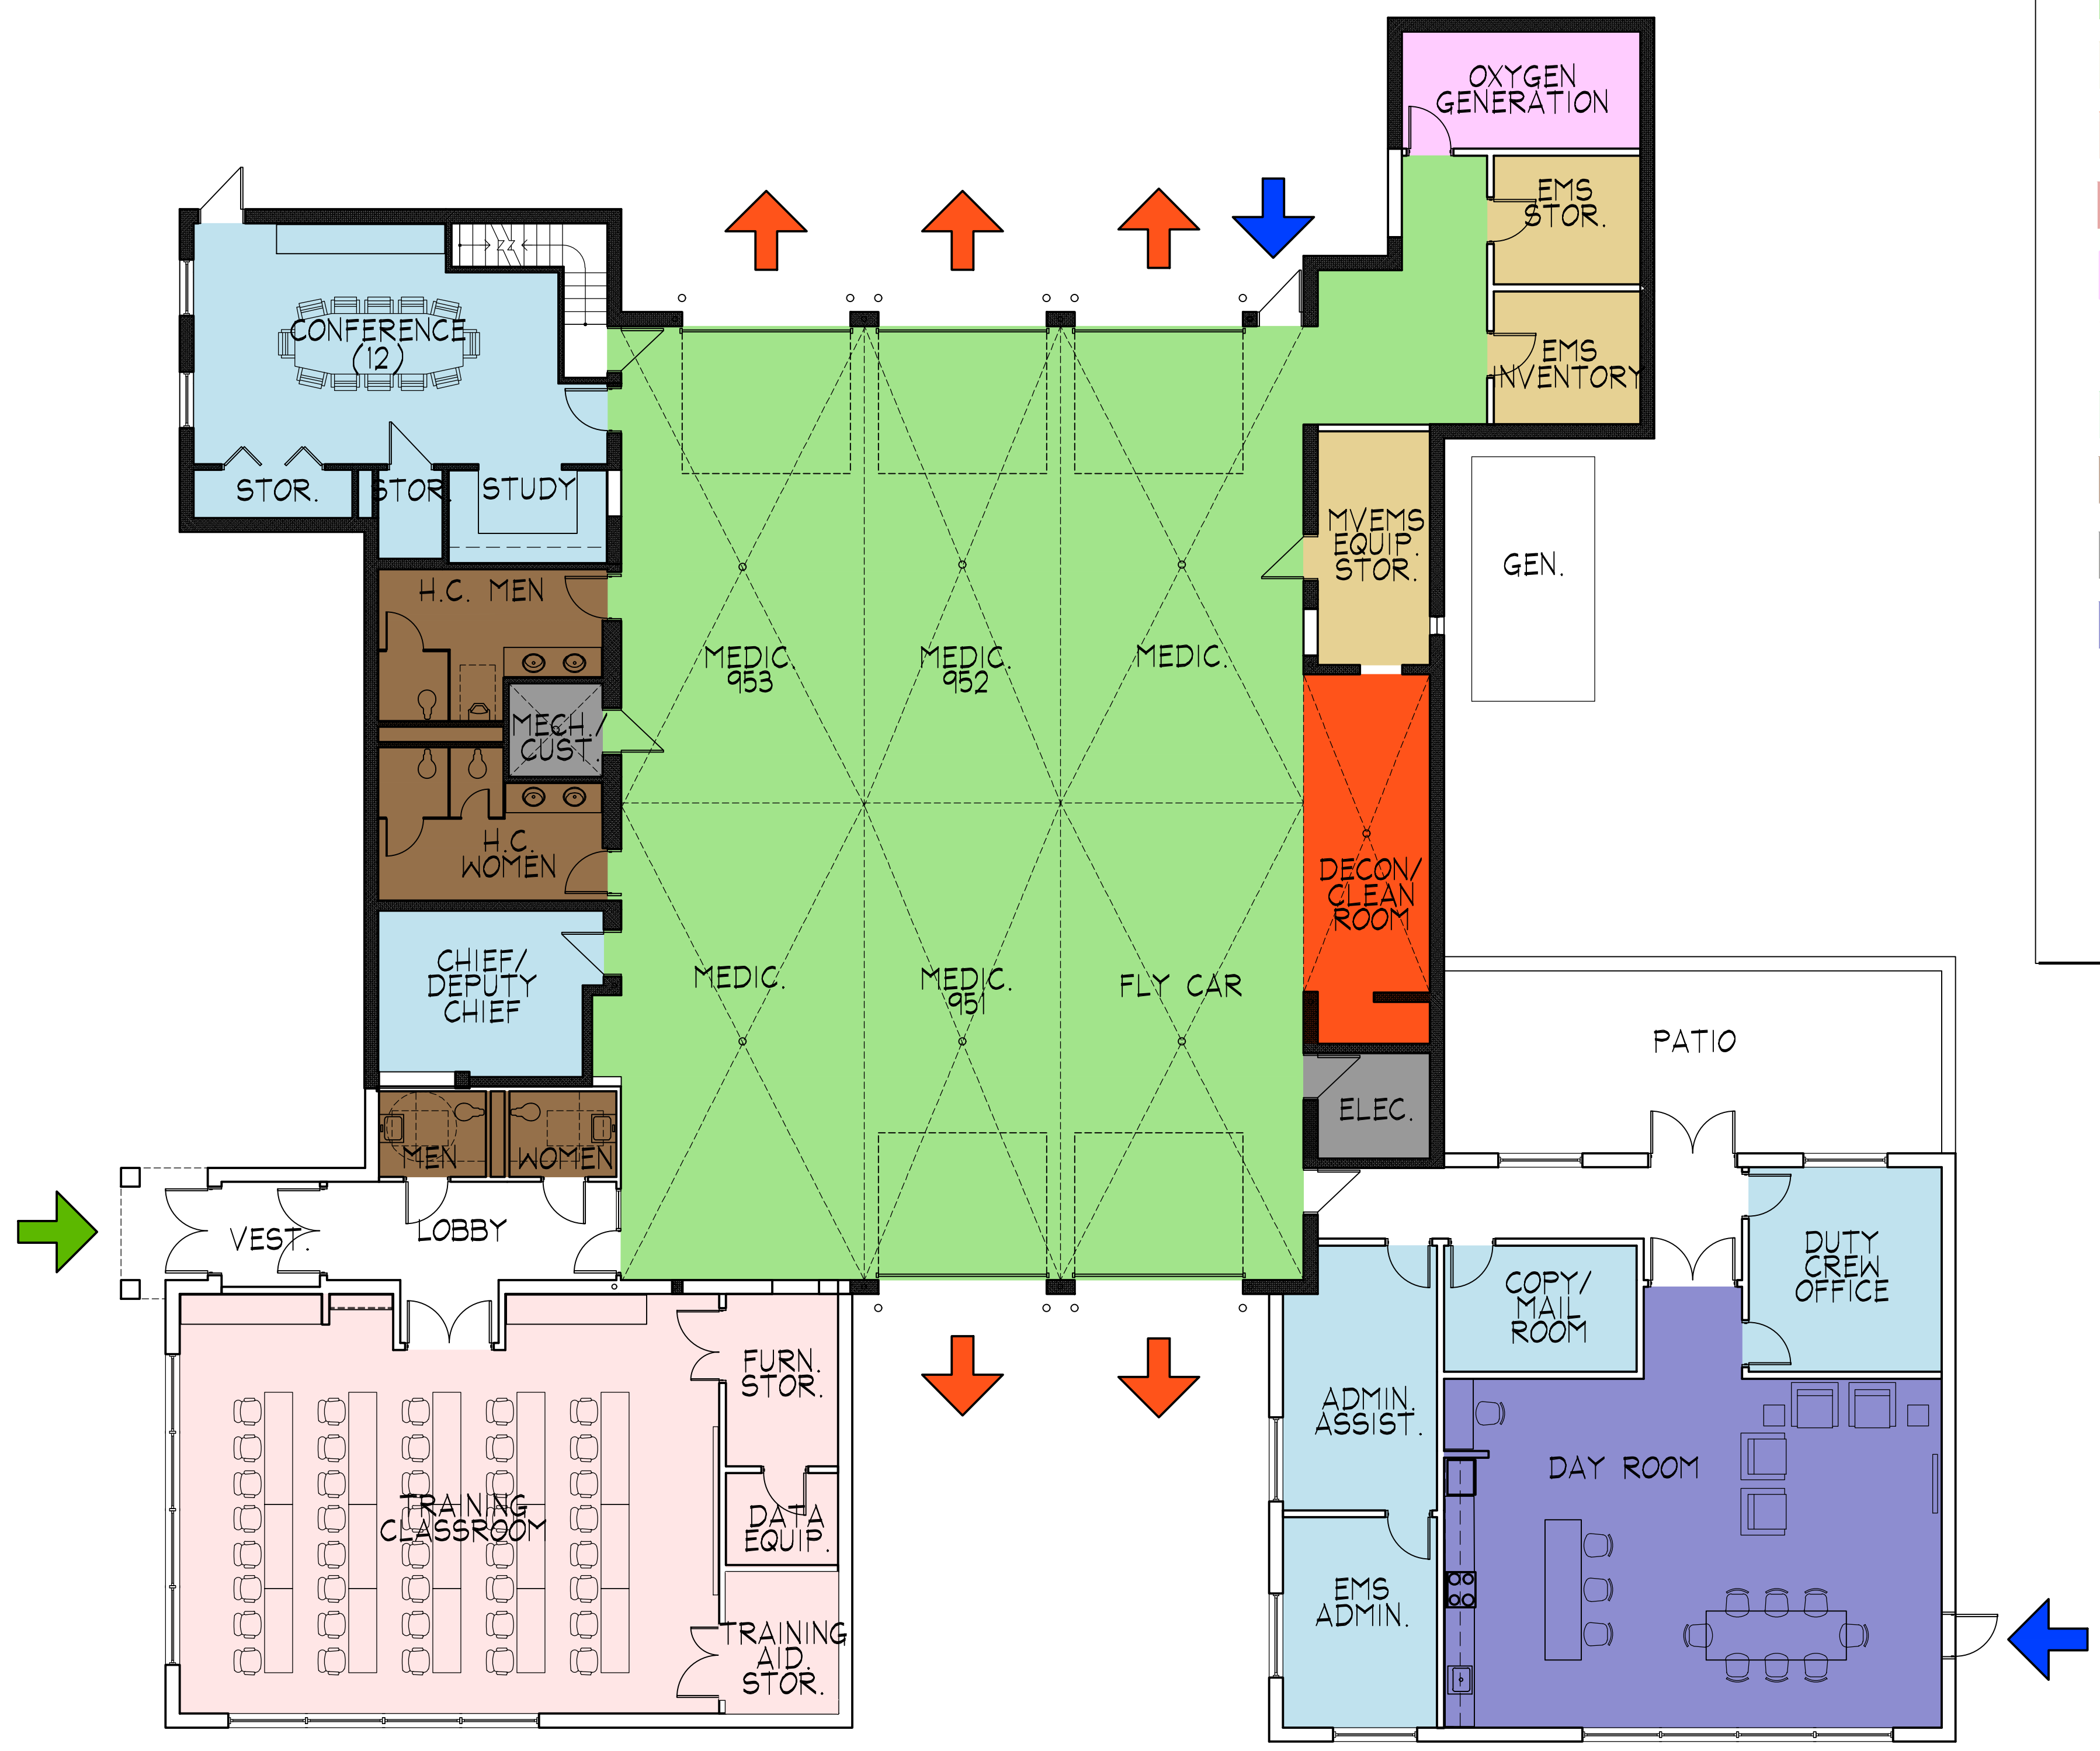 OXYGEN
GENERATION
EMS
STOR.
EMS
INVENTORY
CONFERENCE
(12)
STOR.
STOR.
STUDY
MVEMS
EQUIP.
STOR.
GEN.
H.C. MEN
MEDIC.
953
MEDIC.
952
MEDIC.
MECH./
CUST.
H.C.
WOMEN
DECON/
CLEAN
ROOM
CHIEF/
DEPUTY
CHIEF
MEDIC.
MEDIC.
951
FLY CAR
PATIO
ELEC.
MEN
WOMEN
VEST.
LOBBY
DUTY
CREW
OFFICE
COPY/
MAIL
ROOM
FURN.
STOR.
ADMIN.
ASSIST.
DAY ROOM
TRAINING
CLASSROOM
DATA
EQUIP.
EMS
ADMIN.
TRAINING
AID.
STOR.